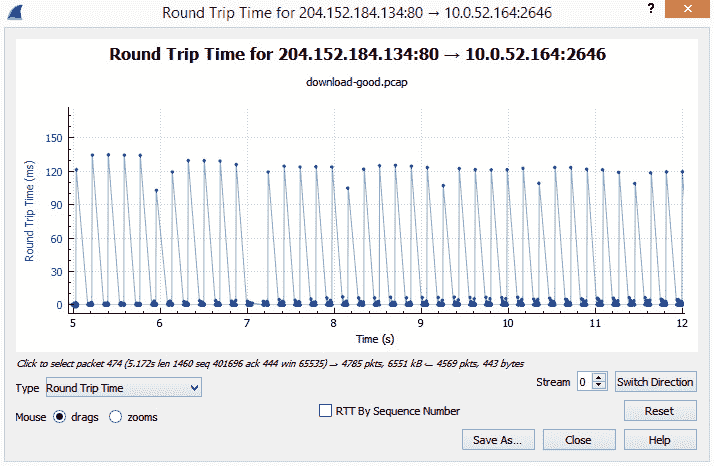 Round Trip Time for 204.152.184.134:80 → 10.0.52.164:2646
? ×
Round Trip Time for 204.152.184.134:80 → 10.0.52.164:2646
download-good.pcap
Round Trip Time (ms)
150
120
90
60
30
0
5 6 7 8 9 10 11 12
Time (s)
Click to select packet 474 (5.172s len 1460 seq 401696 ack 444 win 65535) → 4785 pkts, 6551 kB ← 4569 pkts, 443 bytes
Type Round Trip Time Stream 0 Switch Direction
Mouse drags zooms RTT By Sequence Number Reset
Save As... Close Help